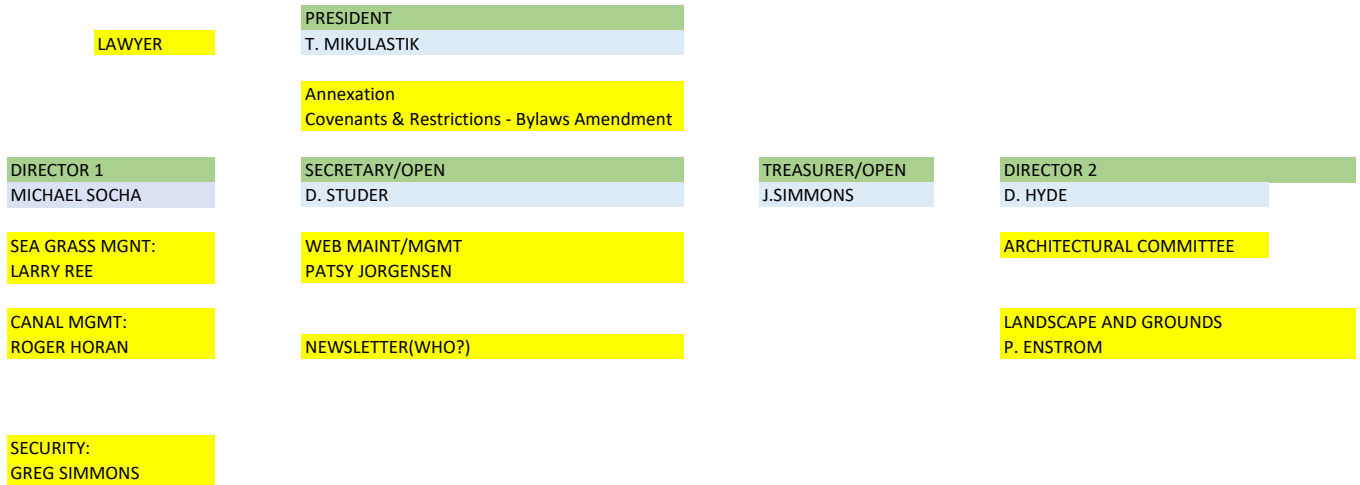 PRESIDENT
LAWYER
T. MIKULASTIK
Annexation
Covenants & Restrictions - Bylaws Amendment
DIRECTOR 1
SECRETARY/OPEN
TREASURER/OPEN
DIRECTOR 2
MICHAEL SOCHA
D. STUDER
J.SIMMONS
D. HYDE
SEA GRASS MGNT:
WEB MAINT/MGMT
ARCHITECTURAL COMMITTEE
LARRY REE
PATSY JORGENSEN
CANAL MGMT:
LANDSCAPE AND GROUNDS
ROGER HORAN
NEWSLETTER(WHO?)
P. ENSTROM
SECURITY:
GREG SIMMONS